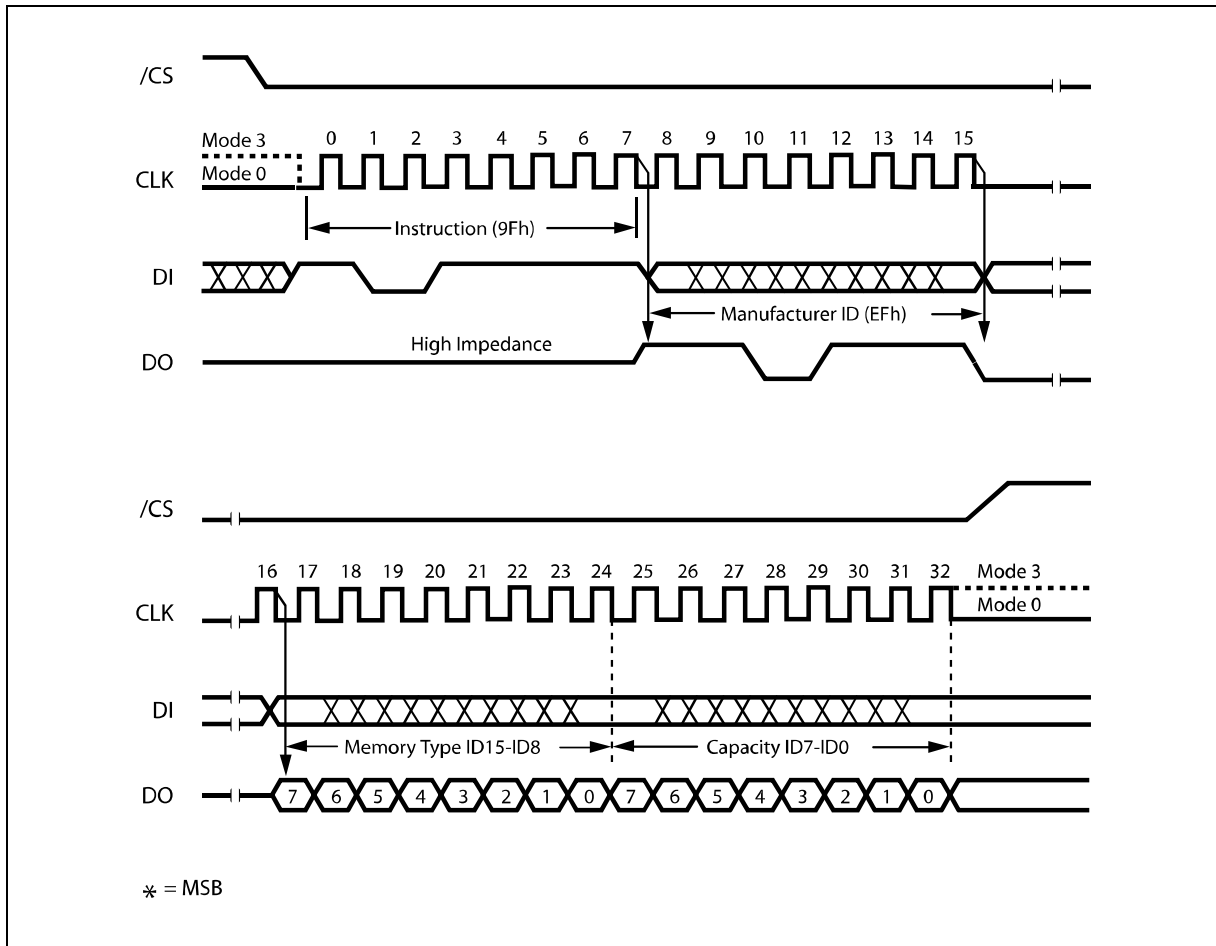 /CS
Mode 3
0 1 2 3 4 5 6 7 8 9 10 11 12 13 14 15
Mode 0
CLK
Instruction (9Fh)
DI
Manufacturer ID (EFh)
High Impedance
DO
/CS
16 17 18 19 20 21 22 23 24 25 26 27 28 29 30 31 32
Mode 3
CLK
Mode 0
DI
Memory Type ID15-ID8
Capacity ID7-ID0
DO
7 6 5 4 3 2 1 0 7 6 5 4 3 2 1 0
* = MSB